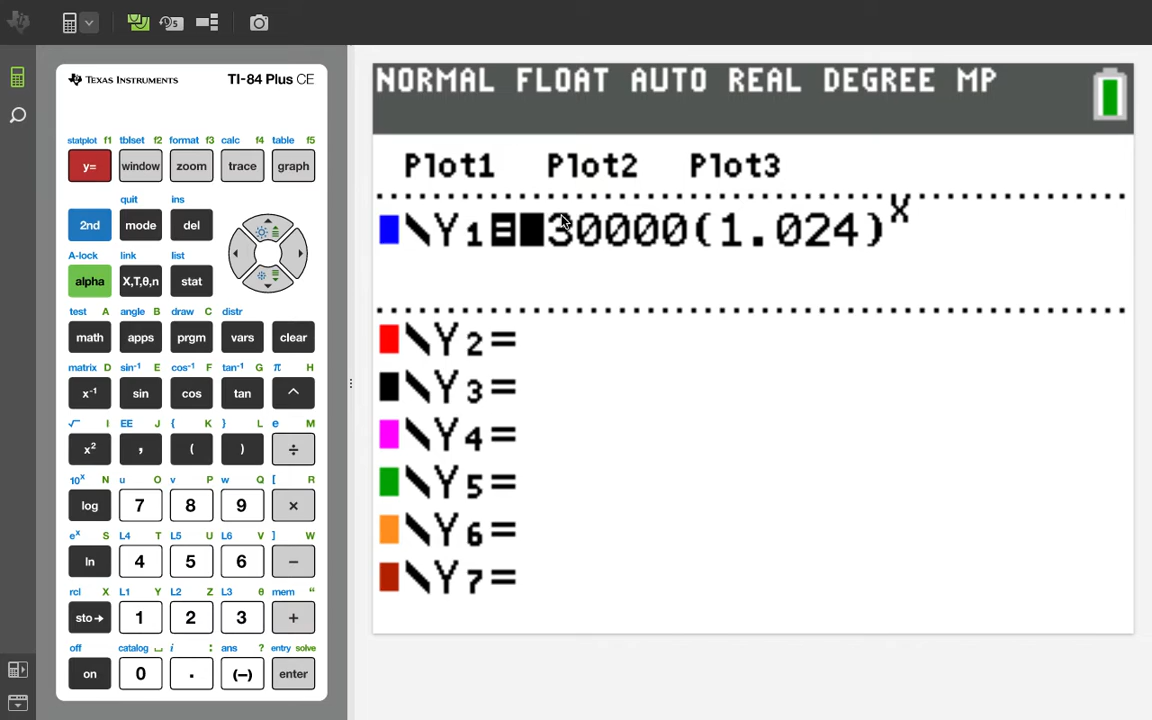 TEXAS INSTRUMENTS TI-84 Plus CE
statplot f1 tblset f2 format f3 calc f4 table f5
y= window zoom trace graph
quit ins
2nd mode del
A-lock link list
alpha X,T,θ,n stat
test A angle B draw C distr
math apps prgm vars clear
matrix D sin⁻¹ E cos⁻¹ F tan⁻¹ G π H
x⁻¹ sin cos tan ^
√‾ I EE J { K } L e M
x² , ( ) ÷
10ˣ N u O v P w Q [ R
log 7 8 9 ×
eˣ S L4 T L5 U L6 V ] W
ln 4 5 6 −
rcl X L1 Y L2 Z L3 θ mem “
sto→ 1 2 3 +
off catalog ⎵ i : ans ? entry solve
on 0 . (−) enter
NORMAL FLOAT AUTO REAL DEGREE MP
Plot1 Plot2 Plot3
\Y₁=30000(1.024)ˣ
\Y₂=
\Y₃=
\Y₄=
\Y₅=
\Y₆=
\Y₇=